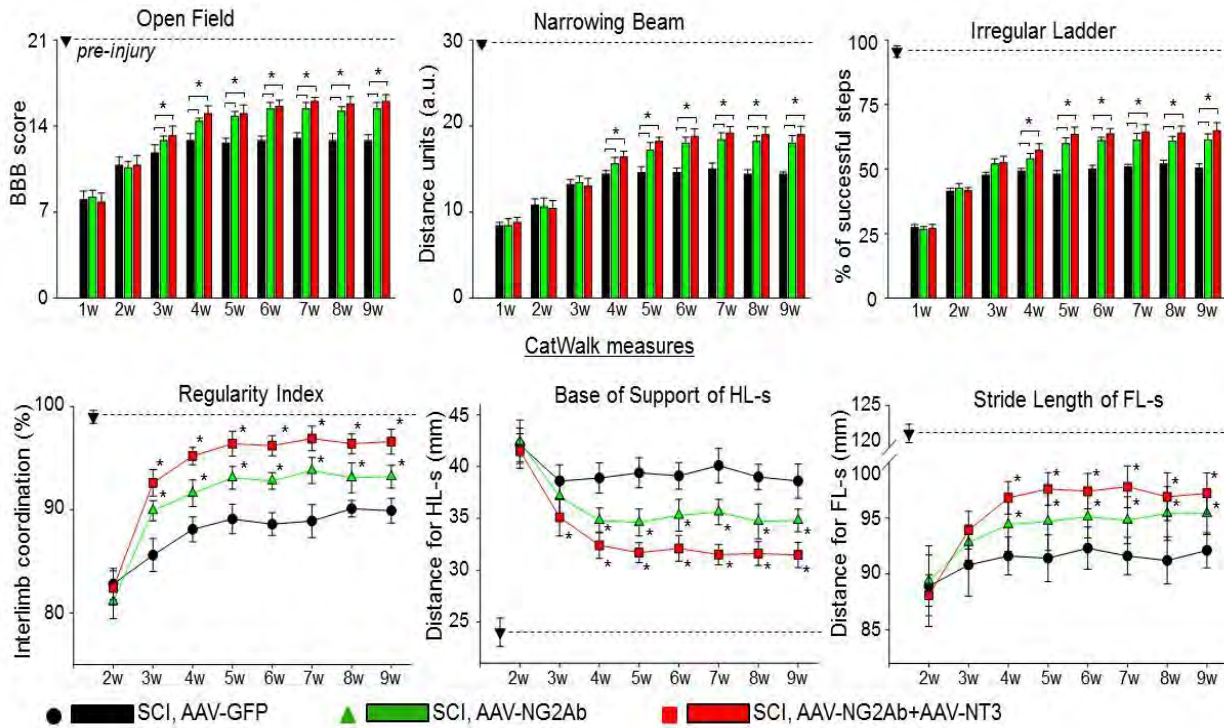 Open Field
Narrowing Beam
Irregular Ladder
BBB score
21
14
7
0
pre-injury
* * * * * * *
1w 2w 3w 4w 5w 6w 7w 8w 9w
Distance units (a.u.)
30
20
10
0
* * * * * *
1w 2w 3w 4w 5w 6w 7w 8w 9w
% of successful steps
100
75
50
25
0
* * * * * *
1w 2w 3w 4w 5w 6w 7w 8w 9w
CatWalk measures
Regularity Index
Base of Support of HL-s
Stride Length of FL-s
Interlimb coordination (%)
100
90
80
* * * * * * *
* * * * * * *
2w 3w 4w 5w 6w 7w 8w 9w
Distance for HL-s (mm)
42
36
30
24
* * * * * *
* * * * * * *
2w 3w 4w 5w 6w 7w 8w 9w
Distance for FL-s (mm)
125
120
100
95
90
85
* * * * * *
* * * * * *
2w 3w 4w 5w 6w 7w 8w 9w
SCI, AAV-GFP
SCI, AAV-NG2Ab
SCI, AAV-NG2Ab+AAV-NT3